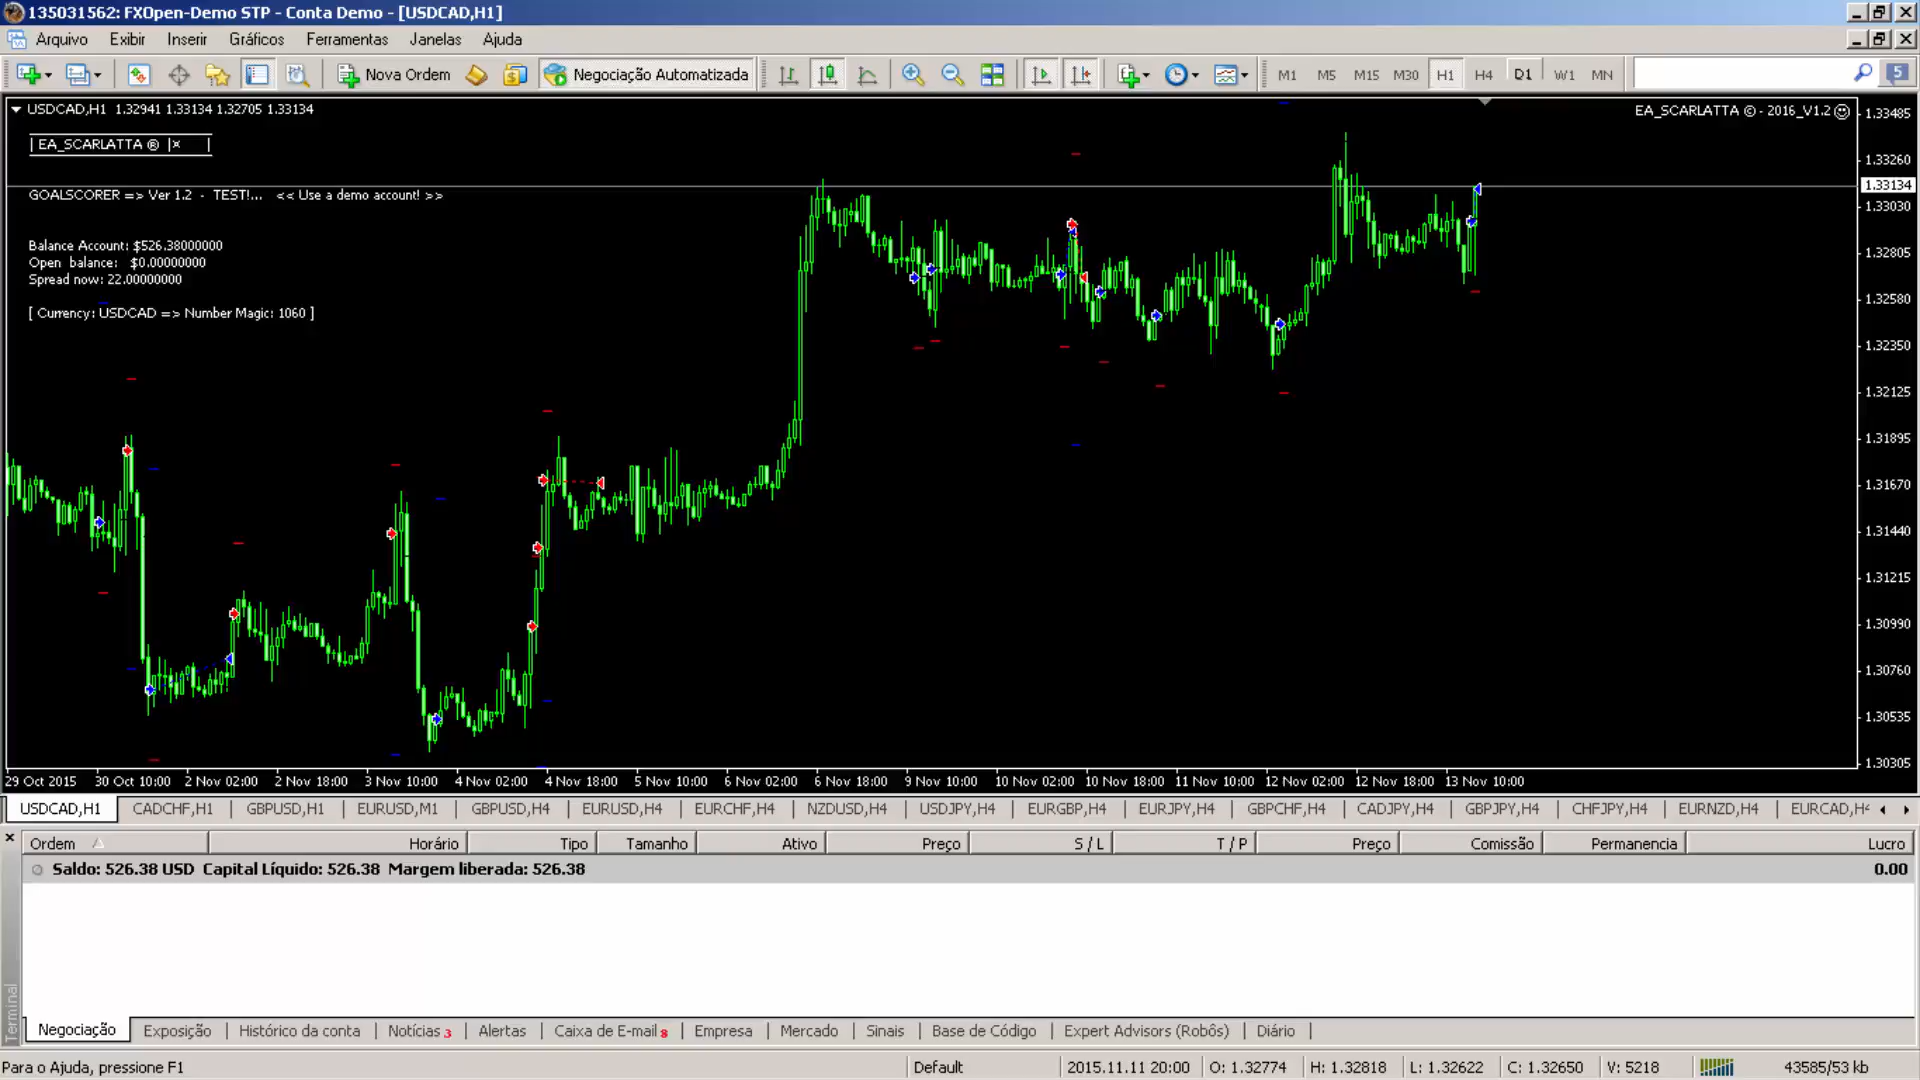 135031562: FXOpen-Demo STP - Conta Demo - [USDCAD,H1]
Arquivo Exibir Inserir Gráficos Ferramentas Janelas Ajuda
Nova Ordem Negociação Automatizada M1 M5 M15 M30 H1 H4 D1 W1 MN 5
USDCAD,H1 1.32941 1.33134 1.32705 1.33134
EA_SCARLATTA © - 2016_V1.2
| EA_SCARLATTA ® |× |
GOALSCORER => Ver 1.2 - TEST!... << Use a demo account! >>
Balance Account: $526.38000000
Open balance: $0.00000000
Spread now: 22.00000000
[ Currency: USDCAD => Number Magic: 1060 ]
1.33485
1.33260
1.33134
1.33030
1.32805
1.32580
1.32350
1.32125
1.31895
1.31670
1.31440
1.31215
1.30990
1.30760
1.30535
1.30305
29 Oct 2015 30 Oct 10:00 2 Nov 02:00 2 Nov 18:00 3 Nov 10:00 4 Nov 02:00 4 Nov 18:00 5 Nov 10:00 6 Nov 02:00 6 Nov 18:00 9 Nov 10:00 10 Nov 02:00 10 Nov 18:00 11 Nov 10:00 12 Nov 02:00 12 Nov 18:00 13 Nov 10:00
USDCAD,H1 CADCHF,H1 GBPUSD,H1 EURUSD,M1 GBPUSD,H4 EURUSD,H4 EURCHF,H4 NZDUSD,H4 USDJPY,H4 EURGBP,H4 EURJPY,H4 GBPCHF,H4 CADJPY,H4 GBPJPY,H4 CHFJPY,H4 EURNZD,H4 EURCAD,H4
Ordem Horário Tipo Tamanho Ativo Preço S / L T / P Preço Comissão Permanencia Lucro
Saldo: 526.38 USD Capital Líquido: 526.38 Margem liberada: 526.38 0.00
Terminal
Negociação Exposição Histórico da conta Notícias 3 Alertas Caixa de E-mail 8 Empresa Mercado Sinais Base de Código Expert Advisors (Robôs) Diário
Para o Ajuda, pressione F1 Default 2015.11.11 20:00 O: 1.32774 H: 1.32818 L: 1.32622 C: 1.32650 V: 5218 43585/53 kb